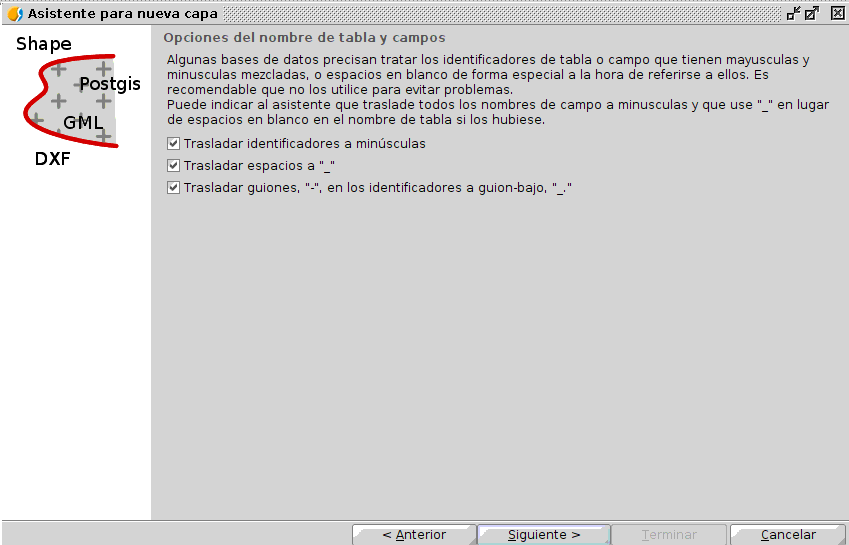 Asistente para nueva capa
Shape
Postgis
GML
DXF
Opciones del nombre de tabla y campos
Algunas bases de datos precisan tratar los identificadores de tabla o campo que tienen mayusculas y
minusculas mezcladas, o espacios en blanco de forma especial a la hora de referirse a ellos. Es
recomendable que no los utilice para evitar problemas.
Puede indicar al asistente que traslade todos los nombres de campo a minusculas y que use "_" en lugar
de espacios en blanco en el nombre de tabla si los hubiese.
Trasladar identificadores a minúsculas
Trasladar espacios a "_"
Trasladar guiones, "-", en los identificadores a guion-bajo, "_."
< Anterior
Siguiente >
Terminar
Cancelar